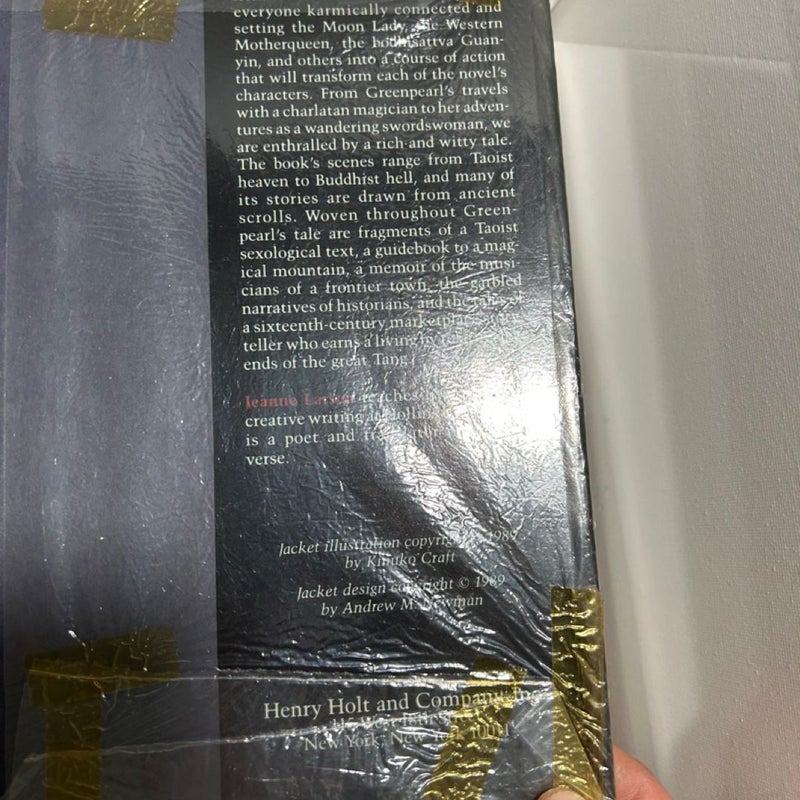 everyone karmically connected and
setting the Moon Lady, the Western
Motherqueen, the bodhisattva Guan-
yin, and others into a course of action
that will transform each of the novel's
characters. From Greenpearl's travels
with a charlatan magician to her adven-
tures as a wandering swordswoman, we
are enthralled by a rich and witty tale.
The book's scenes range from Taoist
heaven to Buddhist hell, and many of
its stories are drawn from ancient
scrolls. Woven throughout Green-
pearl's tale are fragments of a Taoist
sexological text, a guidebook to a mag-
ical mountain, a memoir of the musi-
cians of a frontier town, the garbled
narratives of historians, and the tales of
a sixteenth-century marketplace
teller who earns a living
ends of the great Tang.
Jeanne Larsen teaches
creative writing
is a poet and
verse.
Jacket illustration copyright 1989
by Kinuko Craft
Jacket design copyright © 1989
by Andrew M. Newman
Henry Holt and Company, Inc.
New York, New York